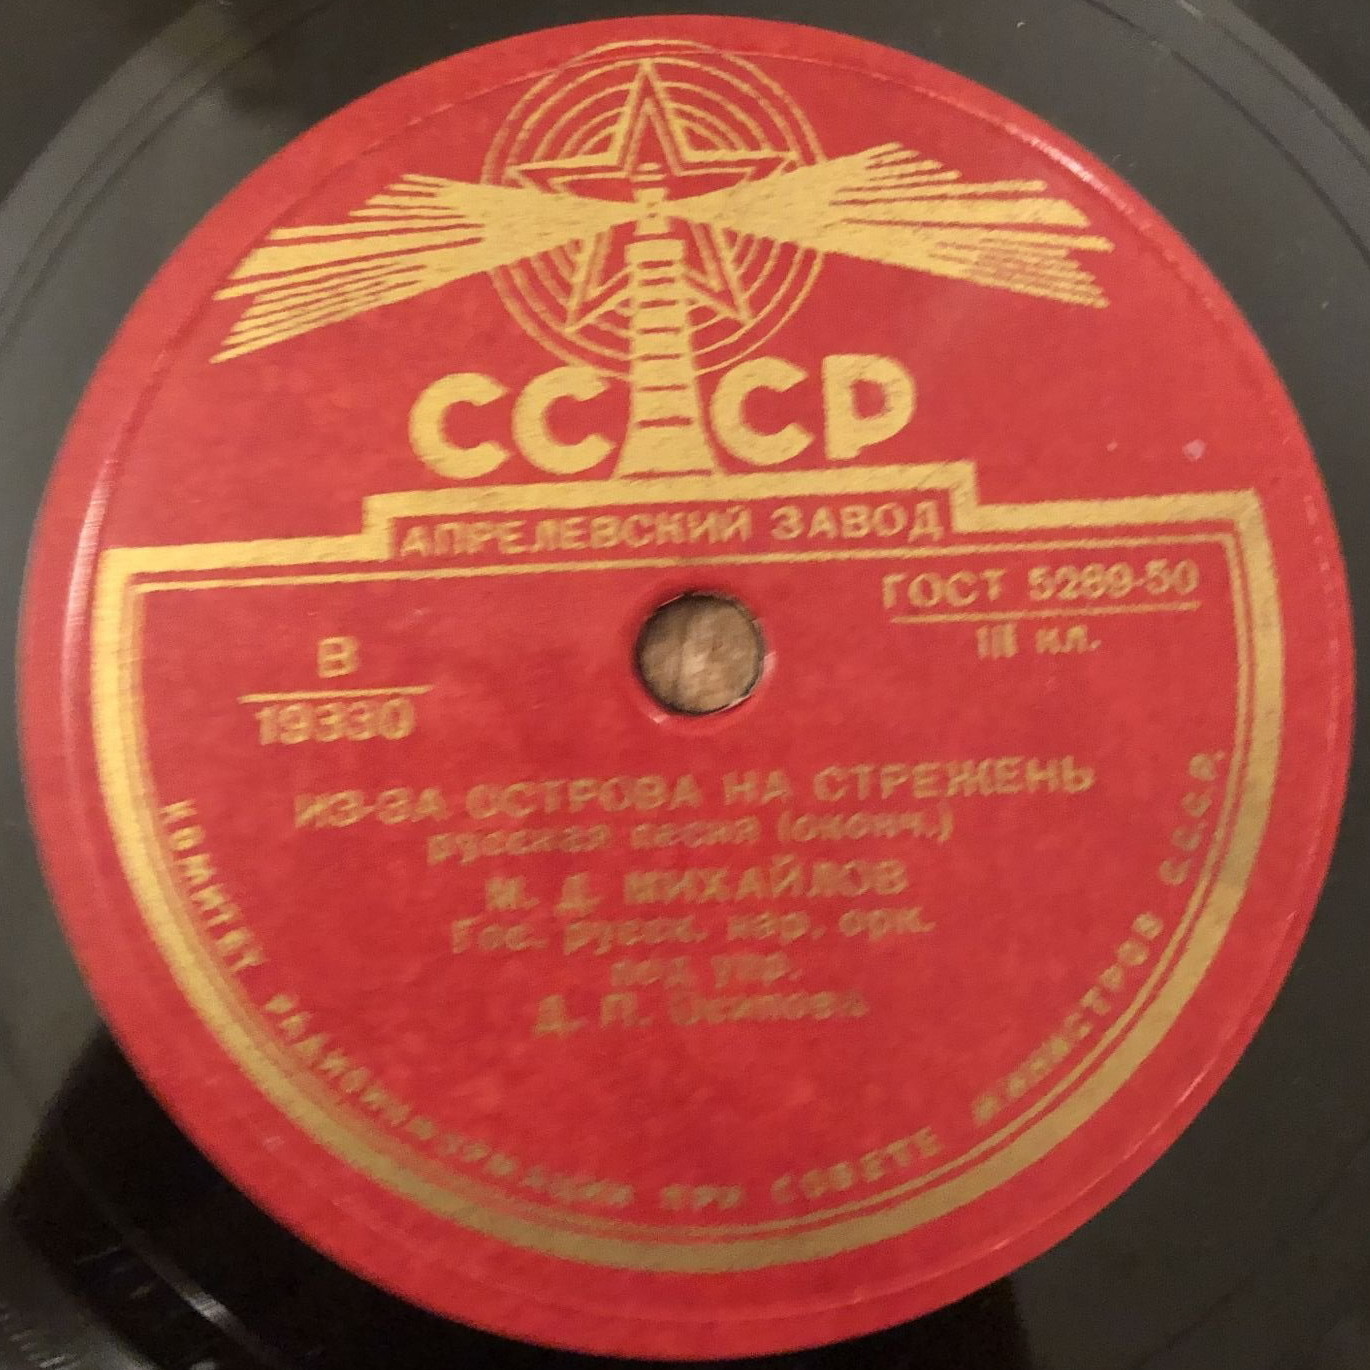 СССР
АПРЕЛЕВСКИЙ ЗАВОД
ГОСТ 5289-50
III кл.
В
19330
ИЗ-ЗА ОСТРОВА НА СТРЕЖЕНЬ
русская песня (оконч.)
М. Д. МИХАЙЛОВ
Гос. русск. нар. орк.
под упр.
Д. П. Осипова
КОМИТЕТ РАДИОИНФОРМАЦИИ ПРИ СОВЕТЕ МИНИСТРОВ С.С.С.Р.